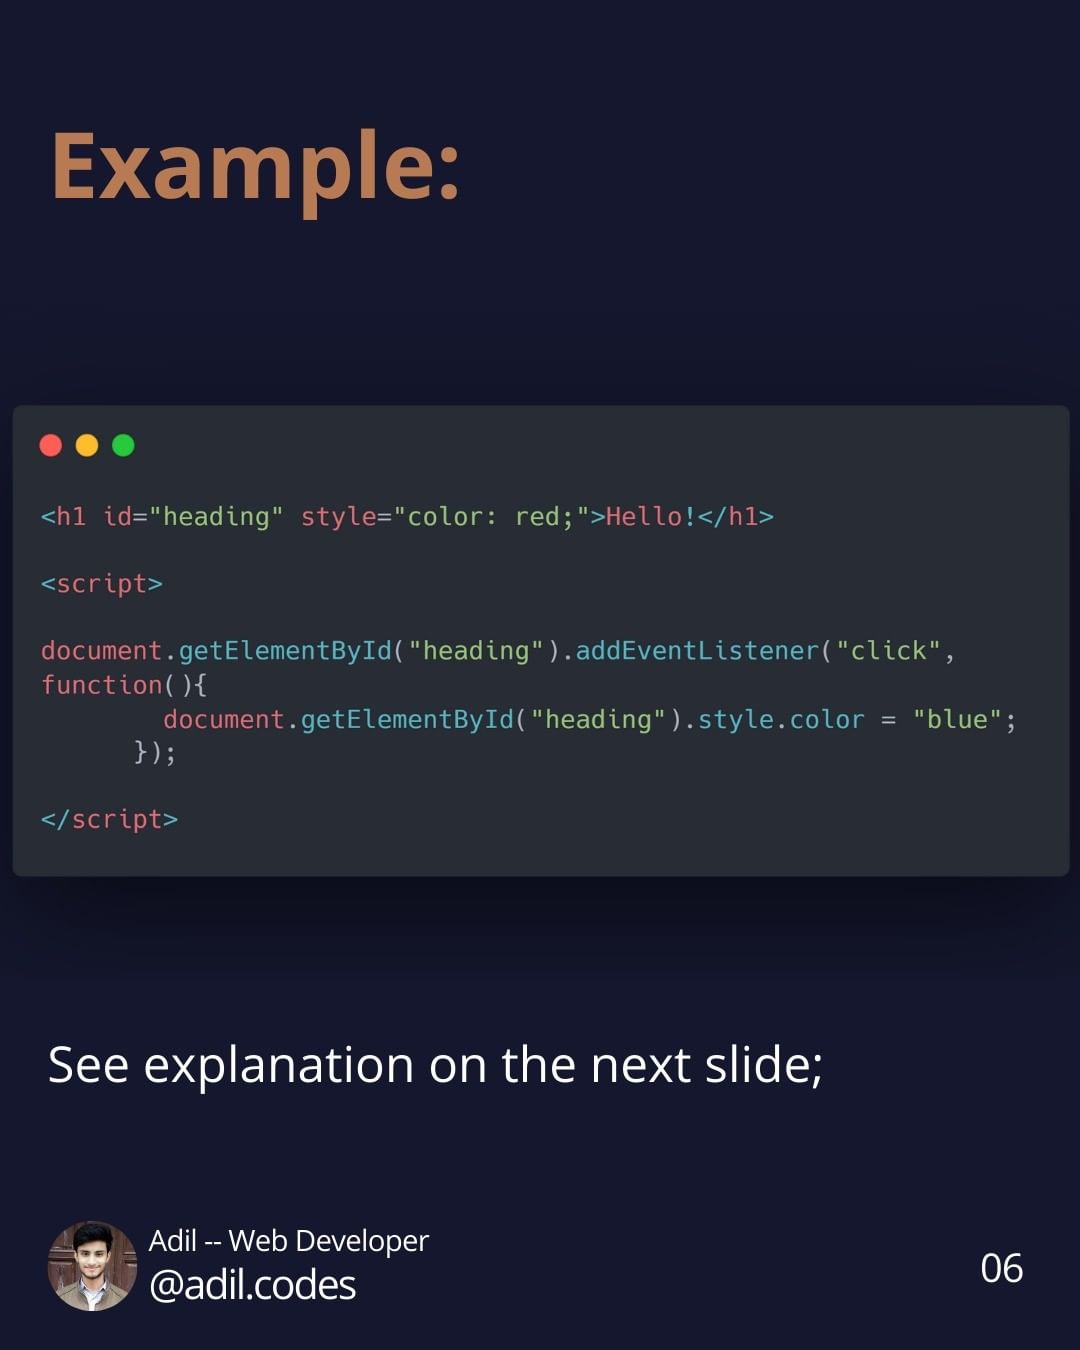 Example:
<h1 id="heading" style="color: red;">Hello!</h1>
<script>
document.getElementById("heading").addEventListener("click",
function(){
        document.getElementById("heading").style.color = "blue";
      });
</script>
See explanation on the next slide;
Adil -- Web Developer
@adil.codes
06